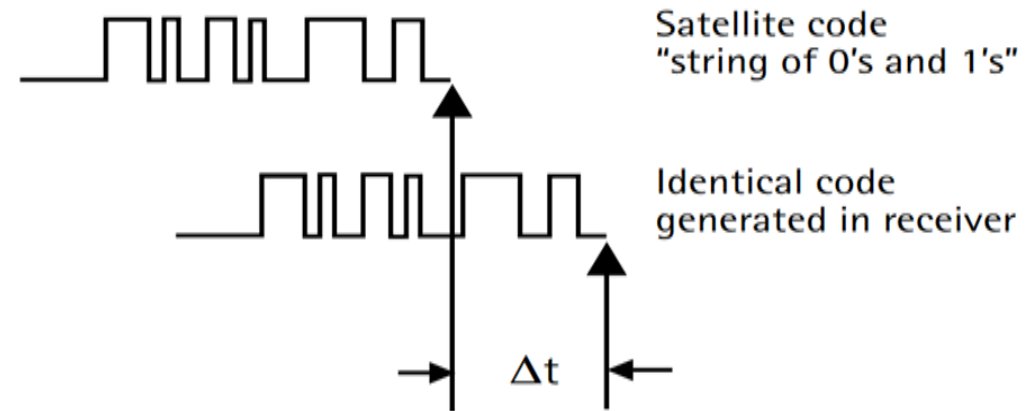 Satellite code
"string of 0's and 1's"
Identical code
generated in receiver
Δt